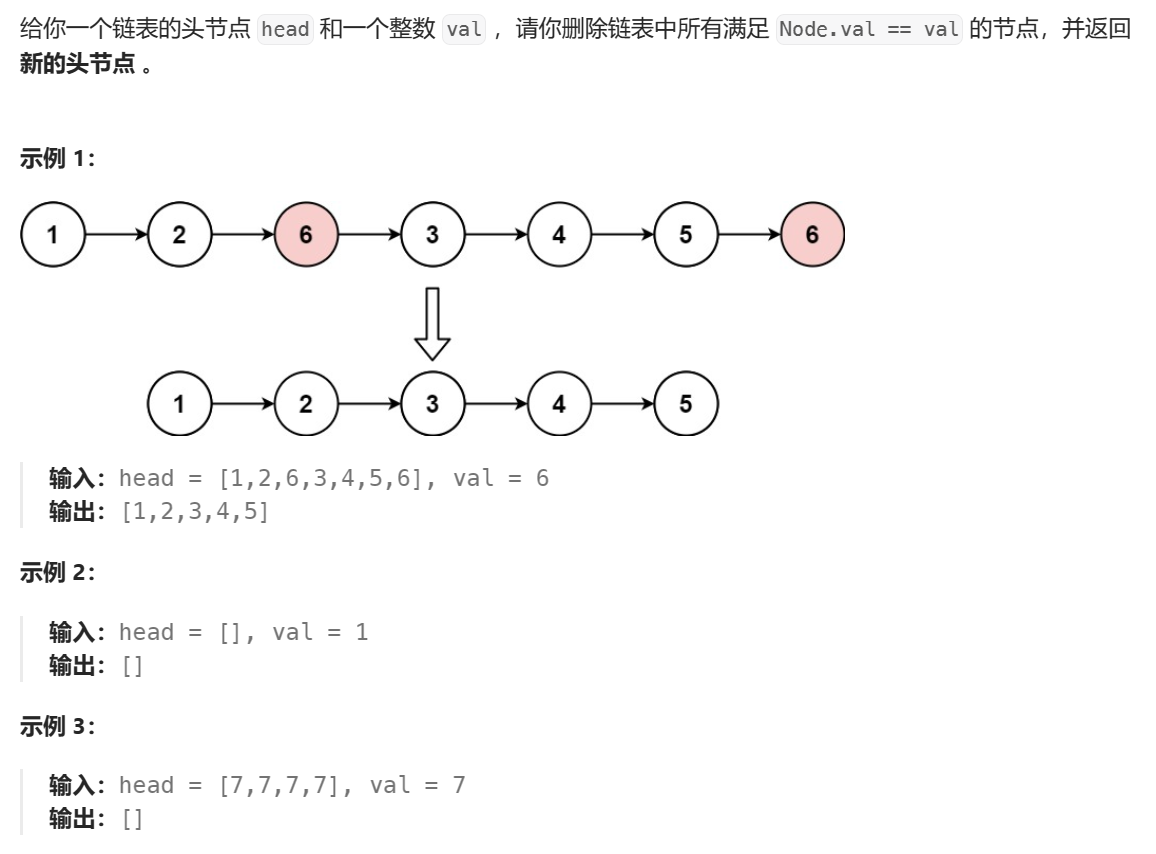 给你一个链表的头节点 head 和一个整数 val ，请你删除链表中所有满足 Node.val == val 的节点，并返回
新的头节点 。
示例 1：
1 2 6 3 4 5 6
1 2 3 4 5
输入：head = [1,2,6,3,4,5,6], val = 6
输出：[1,2,3,4,5]
示例 2：
输入：head = [], val = 1
输出：[]
示例 3：
输入：head = [7,7,7,7], val = 7
输出：[]